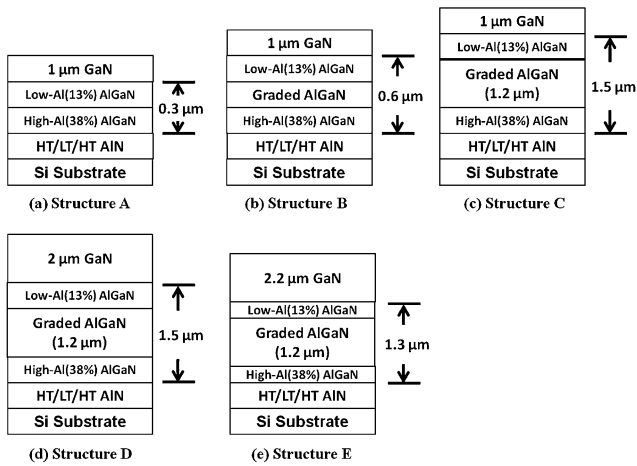 1 μm GaN
Low-Al(13%) AlGaN
High-Al(38%) AlGaN
HT/LT/HT AlN
Si Substrate
0.3 μm
(a) Structure A
1 μm GaN
Low-Al(13%) AlGaN
Graded AlGaN
High-Al(38%) AlGaN
HT/LT/HT AlN
Si Substrate
0.6 μm
(b) Structure B
1 μm GaN
Low-Al(13%) AlGaN
Graded AlGaN
(1.2 μm)
High-Al(38%) AlGaN
HT/LT/HT AlN
Si Substrate
1.5 μm
(c) Structure C
2 μm GaN
Low-Al(13%) AlGaN
Graded AlGaN
(1.2 μm)
High-Al(38%) AlGaN
HT/LT/HT AlN
Si Substrate
1.5 μm
(d) Structure D
2.2 μm GaN
Low-Al(13%) AlGaN
Graded AlGaN
(1.2 μm)
High-Al(38%) AlGaN
HT/LT/HT AlN
Si Substrate
1.3 μm
(e) Structure E